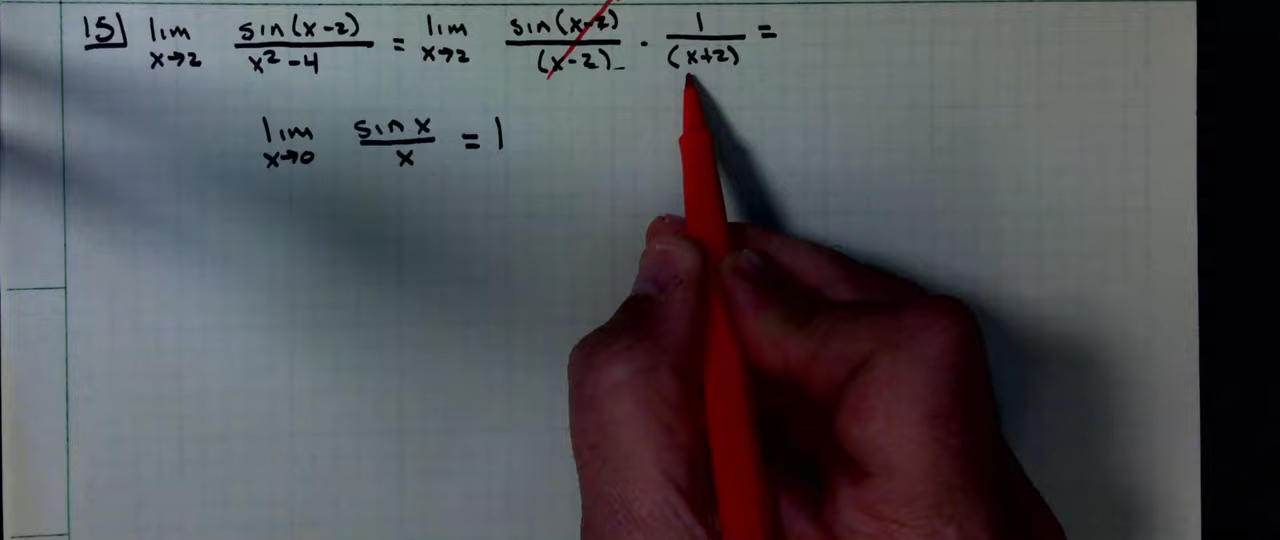 15] lim x→2 sin(x-2)/x²-4 = lim x→2 sin(x-2)/(x-2) · 1/(x+2) =
lim x→0 sin x/x = 1